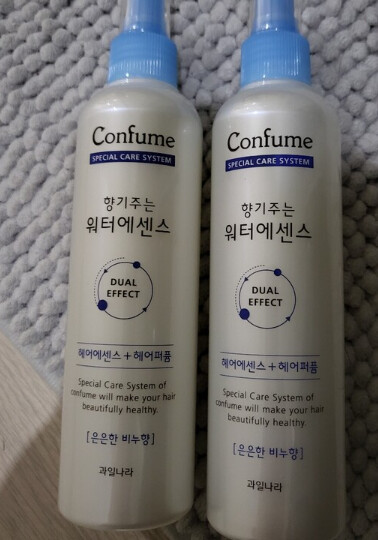 Confume
SPECIAL CARE SYSTEM
향기주는
워터에센스
DUAL
EFFECT
헤어에센스+헤어퍼퓸
Special Care System of
confume will make your hair
beautifully healthy.
[은은한 비누향]
과일나라
Confume
SPECIAL CARE SYSTEM
향기주는
워터에센스
DUAL
EFFECT
헤어에센스+헤어퍼퓸
Special Care System of
confume will make your hair
beautifully healthy.
[은은한 비누향]
과일나라